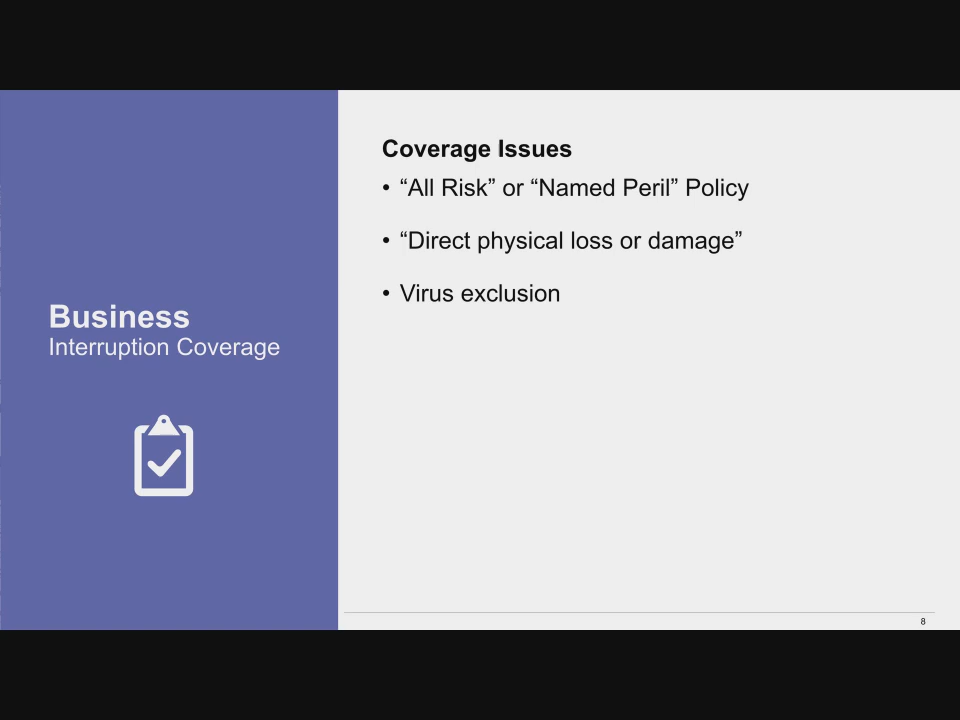 Business
Interruption Coverage
Coverage Issues
• “All Risk” or “Named Peril” Policy
• “Direct physical loss or damage”
• Virus exclusion
8